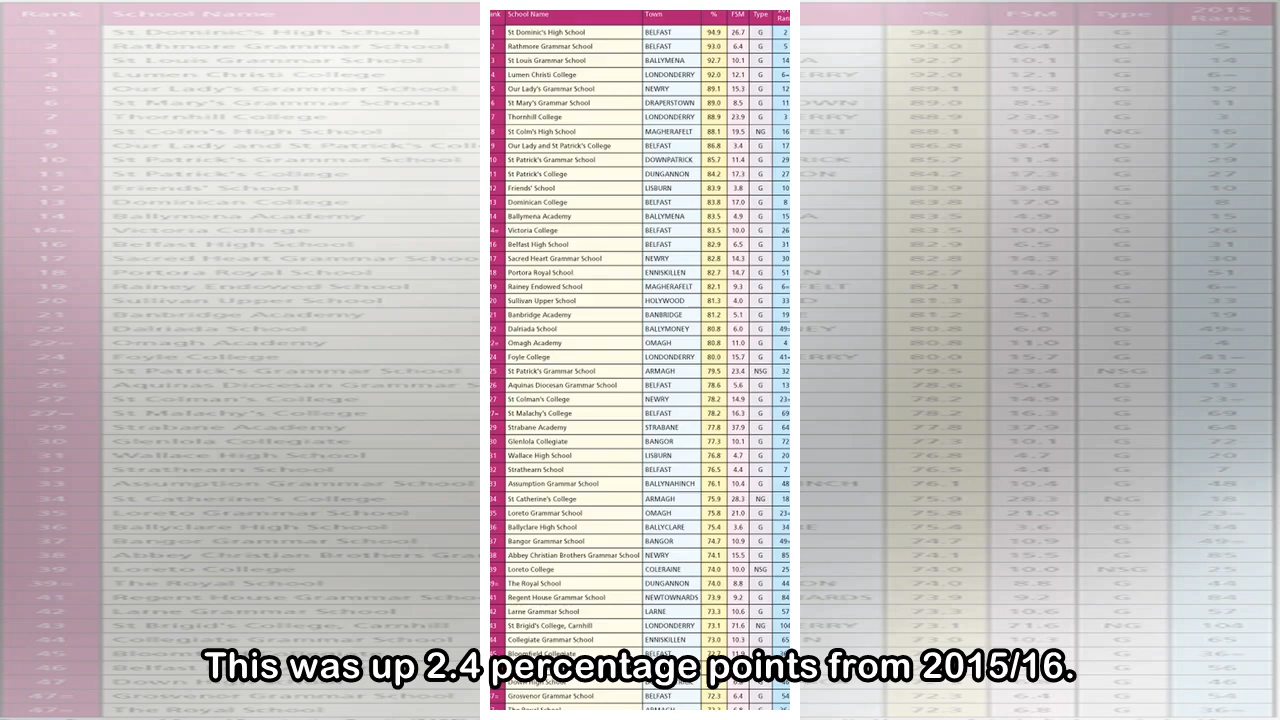 ank School Name Town % FSM Type 201 Ran
1 St Dominic's High School BELFAST 94.9 26.7 G 2
2 Rathmore Grammar School BELFAST 93.0 6.4 G 5
3 St Louis Grammar School BALLYMENA 92.7 10.1 G 14
4 Lumen Christi College LONDONDERRY 92.0 12.1 G 6=
5 Our Lady's Grammar School NEWRY 89.1 15.3 G 12
6 St Mary's Grammar School DRAPERSTOWN 89.0 8.5 G 11
7 Thornhill College LONDONDERRY 88.9 23.9 G 3
8 St Colm's High School MAGHERAFELT 88.1 19.5 NG 16
9 Our Lady and St Patrick's College BELFAST 86.8 3.4 G 17
10 St Patrick's Grammar School DOWNPATRICK 85.7 11.4 G 29
11 St Patrick's College DUNGANNON 84.2 17.3 G 27
12 Friends' School LISBURN 83.9 3.8 G 10
13 Dominican College BELFAST 83.8 17.0 G 8
14 Ballymena Academy BALLYMENA 83.5 4.9 G 15
14= Victoria College BELFAST 83.5 10.0 G 26
16 Belfast High School BELFAST 82.9 6.5 G 31
17 Sacred Heart Grammar School NEWRY 82.8 14.3 G 30
18 Portora Royal School ENNISKILLEN 82.7 14.7 G 51
19 Rainey Endowed School MAGHERAFELT 82.1 9.3 G 6=
20 Sullivan Upper School HOLYWOOD 81.3 4.0 G 33
21 Banbridge Academy BANBRIDGE 81.2 5.1 G 19
22 Dalriada School BALLYMONEY 80.8 6.0 G 49=
22= Omagh Academy OMAGH 80.8 11.0 G 4
24 Foyle College LONDONDERRY 80.0 15.7 G 41=
25 St Patrick's Grammar School ARMAGH 79.5 23.4 NSG 32
26 Aquinas Diocesan Grammar School BELFAST 78.6 5.6 G 13
27 St Colman's College NEWRY 78.2 14.9 G 23=
27= St Malachy's College BELFAST 78.2 16.3 G 69
29 Strabane Academy STRABANE 77.8 37.9 G 64
30 Glenlola Collegiate BANGOR 77.3 10.1 G 72
31 Wallace High School LISBURN 76.8 4.7 G 20
32 Strathearn School BELFAST 76.5 4.4 G 7
33 Assumption Grammar School BALLYNAHINCH 76.1 10.4 G 48
34 St Catherine's College ARMAGH 75.9 28.3 NG 18
35 Loreto Grammar School OMAGH 75.8 21.0 G 23=
36 Ballyclare High School BALLYCLARE 75.4 3.6 G 34
37 Bangor Grammar School BANGOR 74.7 10.9 G 49=
38 Abbey Christian Brothers Grammar School NEWRY 74.1 15.5 G 85
39 Loreto College COLERAINE 74.0 10.0 NSG 25
39= The Royal School DUNGANNON 74.0 8.8 G 44
41 Regent House Grammar School NEWTOWNARDS 73.9 9.2 G 84
42 Larne Grammar School LARNE 73.3 10.6 G 57
43 St Brigid's College, Carnhill LONDONDERRY 73.1 71.6 NG 104
44 Collegiate Grammar School ENNISKILLEN 73.0 10.3 G 65
Bloomfield Collegiate
This was up 2.4 percentage points from 2015/16.
47= Grosvenor Grammar School BELFAST 72.3 6.4 G 54
The Royal School ARMAGH